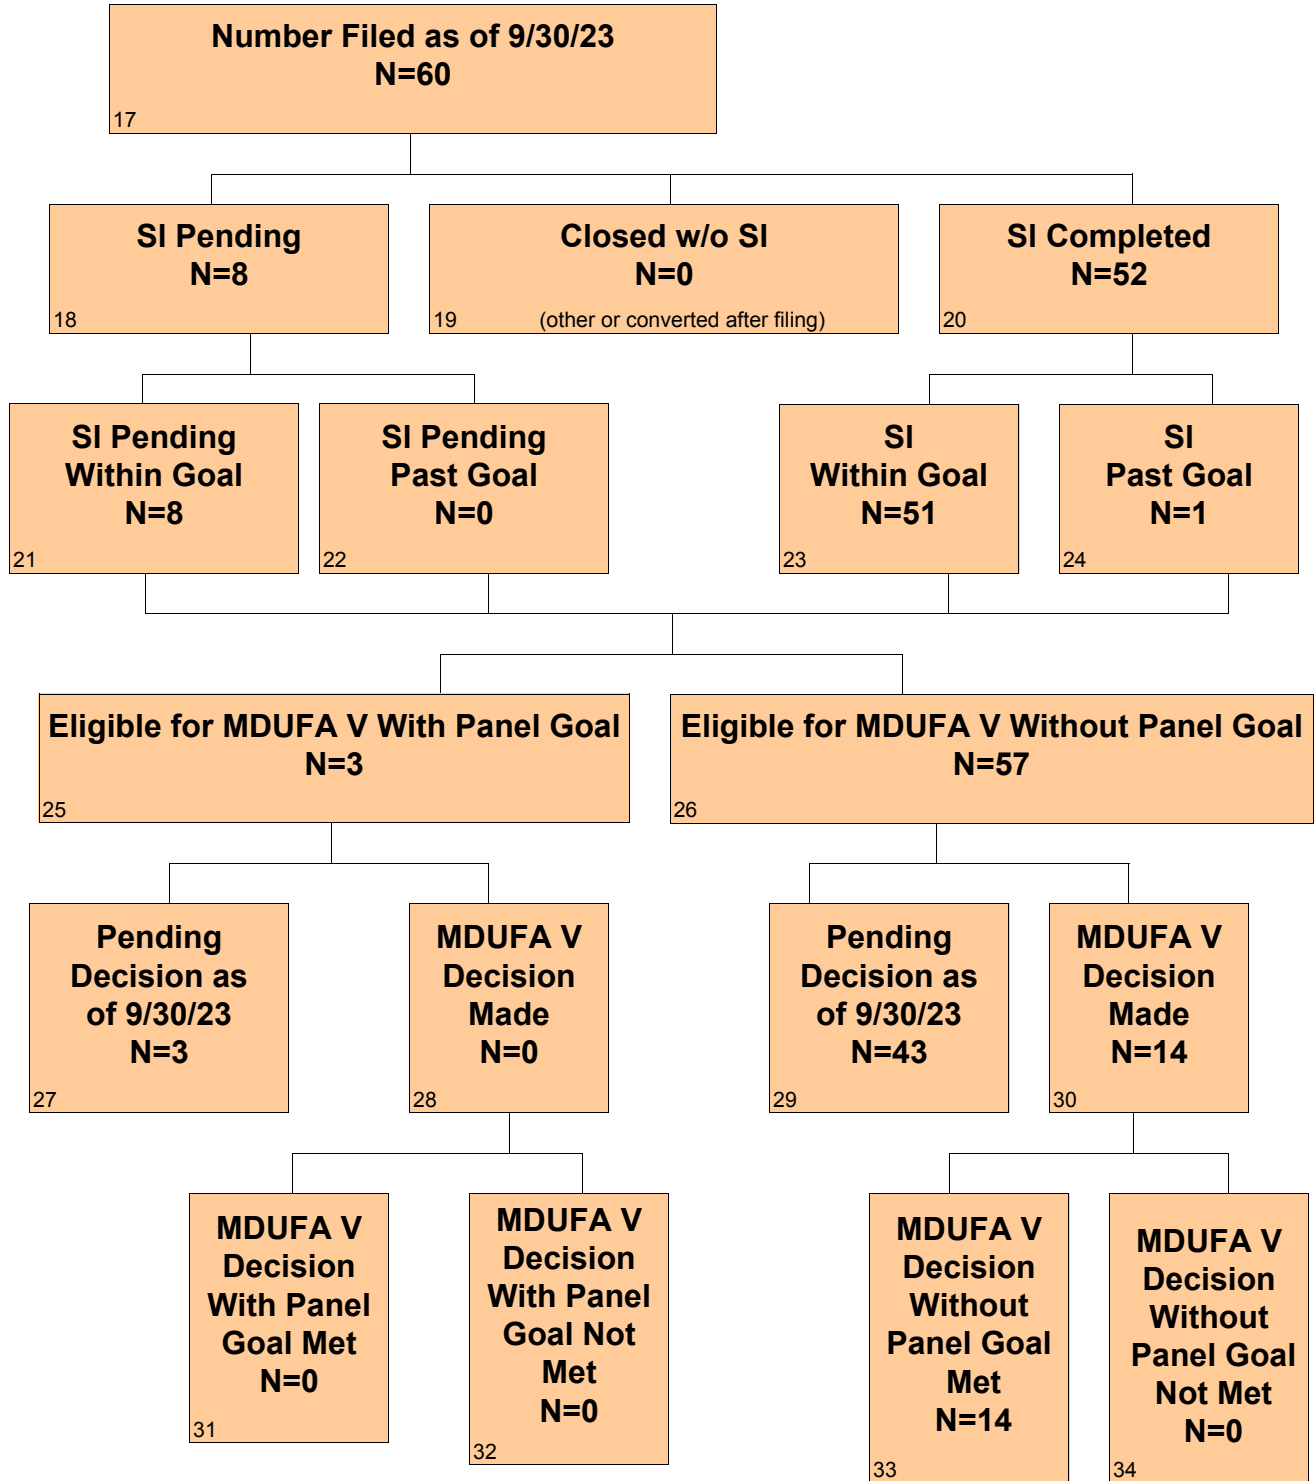 Number Filed as of 9/30/23
N=60
17
SI Pending
N=8
18
Closed w/o SI
N=0
19 (other or converted after filing)
SI Completed
N=52
20
SI Pending
Within Goal
N=8
21
SI Pending
Past Goal
N=0
22
SI
Within Goal
N=51
23
SI
Past Goal
N=1
24
Eligible for MDUFA V With Panel Goal
N=3
25
Eligible for MDUFA V Without Panel Goal
N=57
26
Pending
Decision as
of 9/30/23
N=3
27
MDUFA V
Decision
Made
N=0
28
Pending
Decision as
of 9/30/23
N=43
29
MDUFA V
Decision
Made
N=14
30
MDUFA V
Decision
With Panel
Goal Met
N=0
31
MDUFA V
Decision
With Panel
Goal Not
Met
N=0
32
MDUFA V
Decision
Without
Panel Goal
Met
N=14
33
MDUFA V
Decision
Without
Panel Goal
Not Met
N=0
34